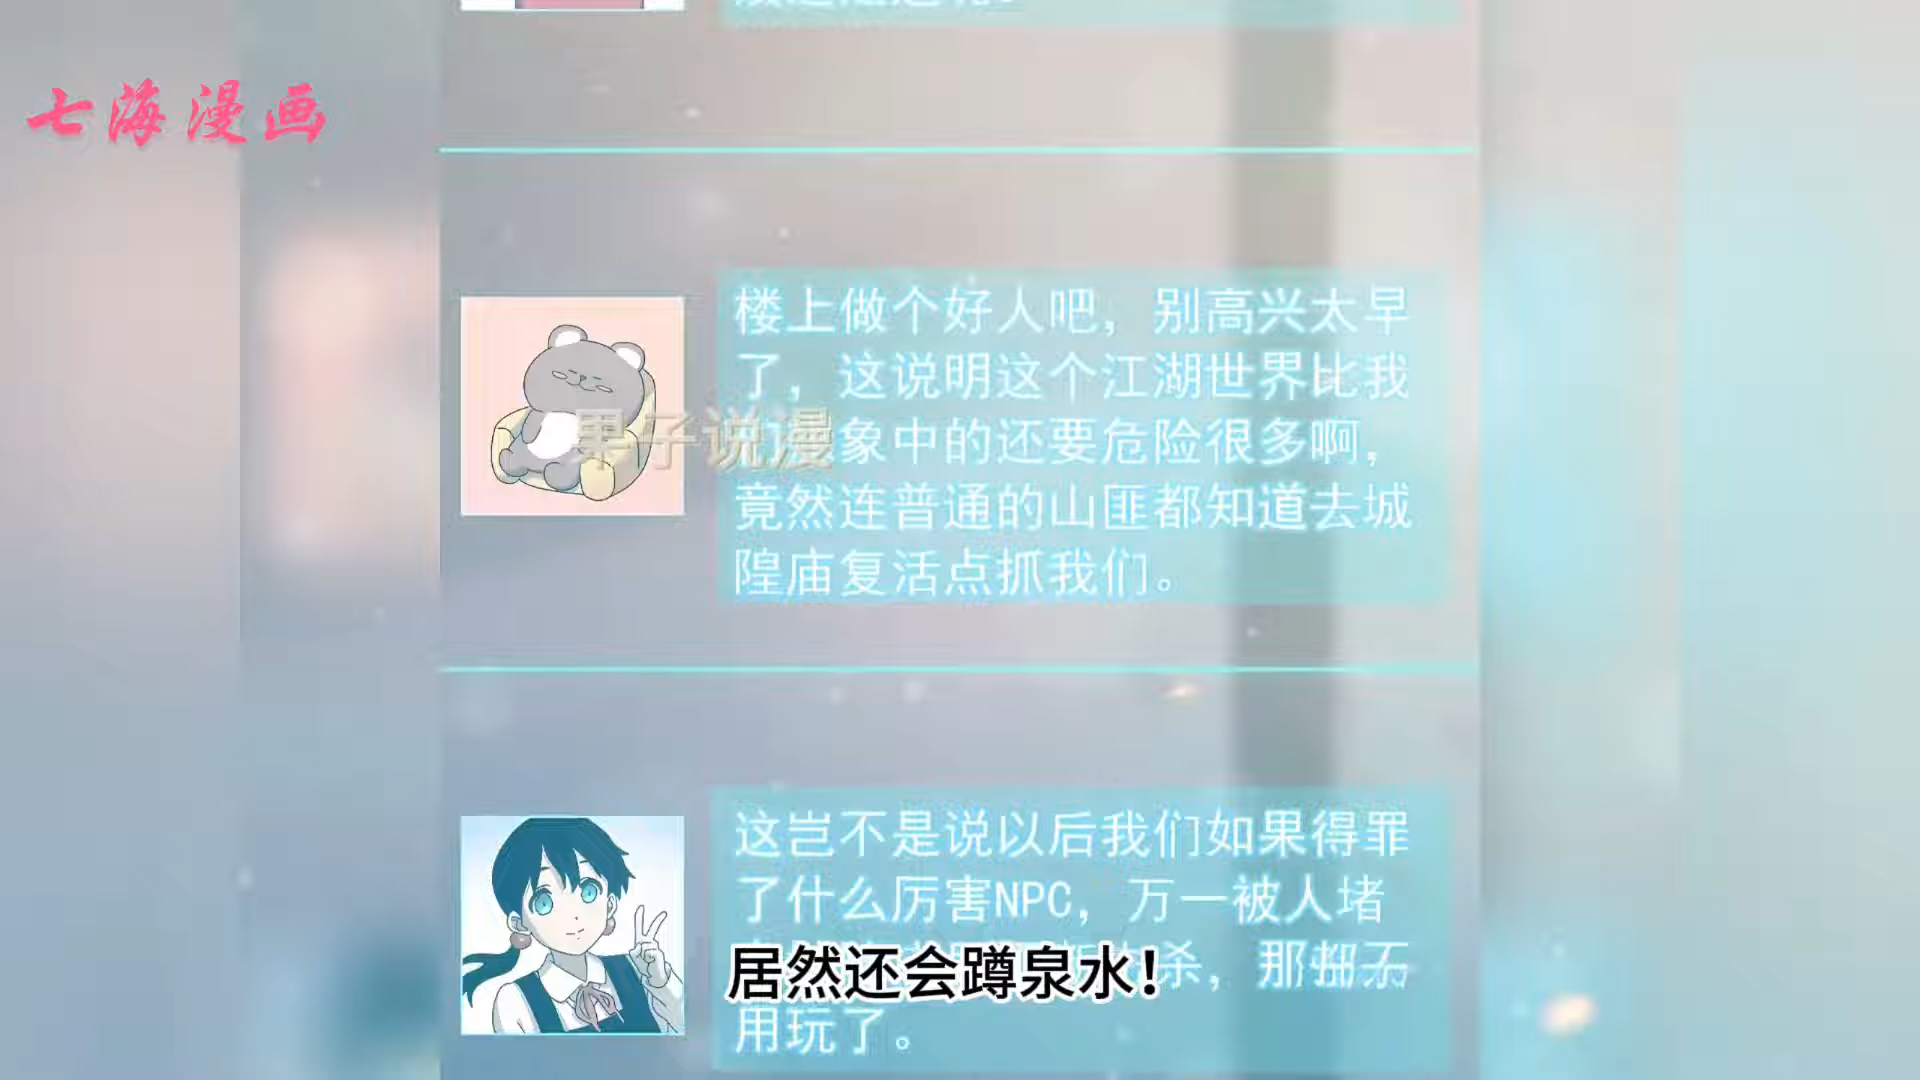 七海漫画
楼上做个好人吧，别高兴太早
了，这说明这个江湖世界比我
象中的还要危险很多啊，
果子说漫
竟然连普通的山匪都知道去城
隍庙复活点抓我们。
这岂不是说以后我们如果得罪
了什么厉害NPC，万一被人堵
杀，那都不
居然还会蹲泉水！
用玩了。